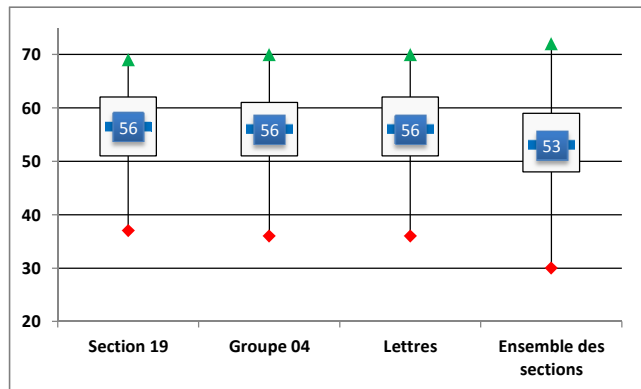 70
60
50
40
30
20
56
56
56
53
Section 19
Groupe 04
Lettres
Ensemble des
sections